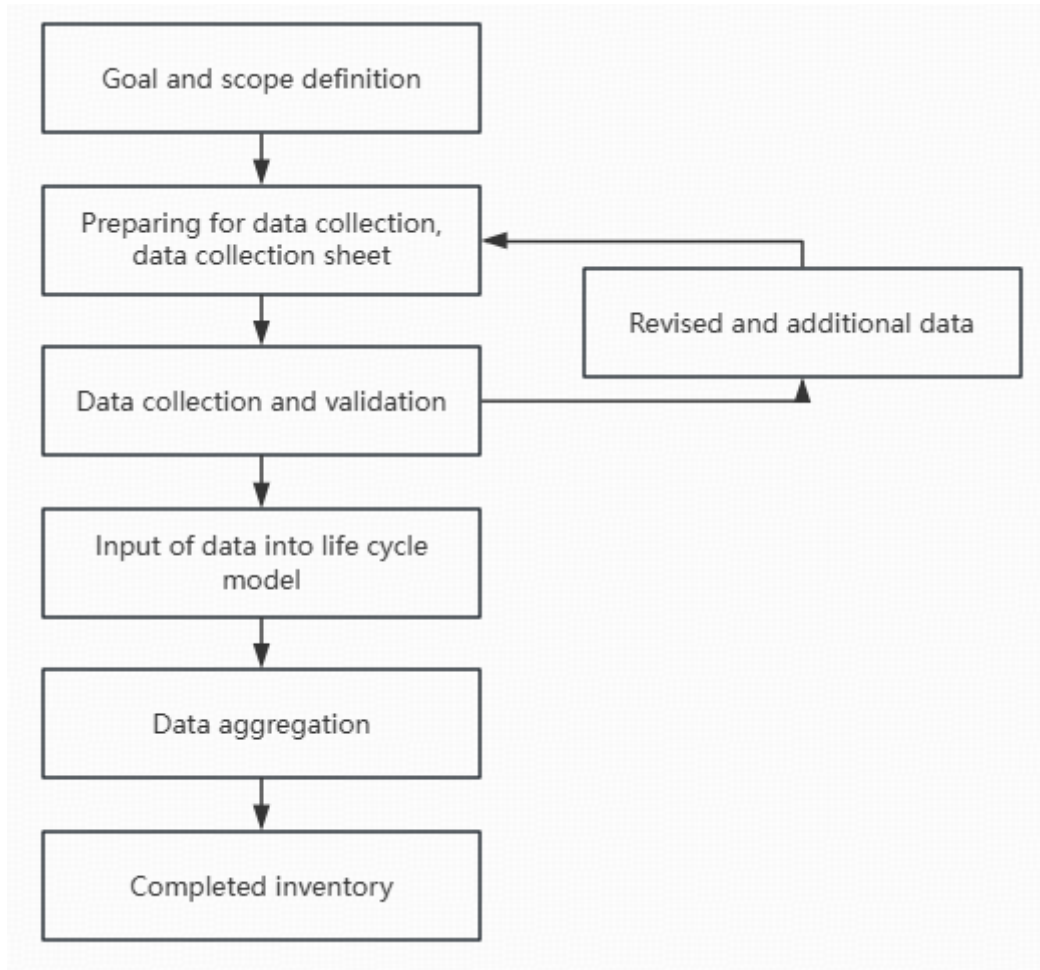 Goal and scope definition
Preparing for data collection,
data collection sheet
Revised and additional data
Data collection and validation
Input of data into life cycle
model
Data aggregation
Completed inventory